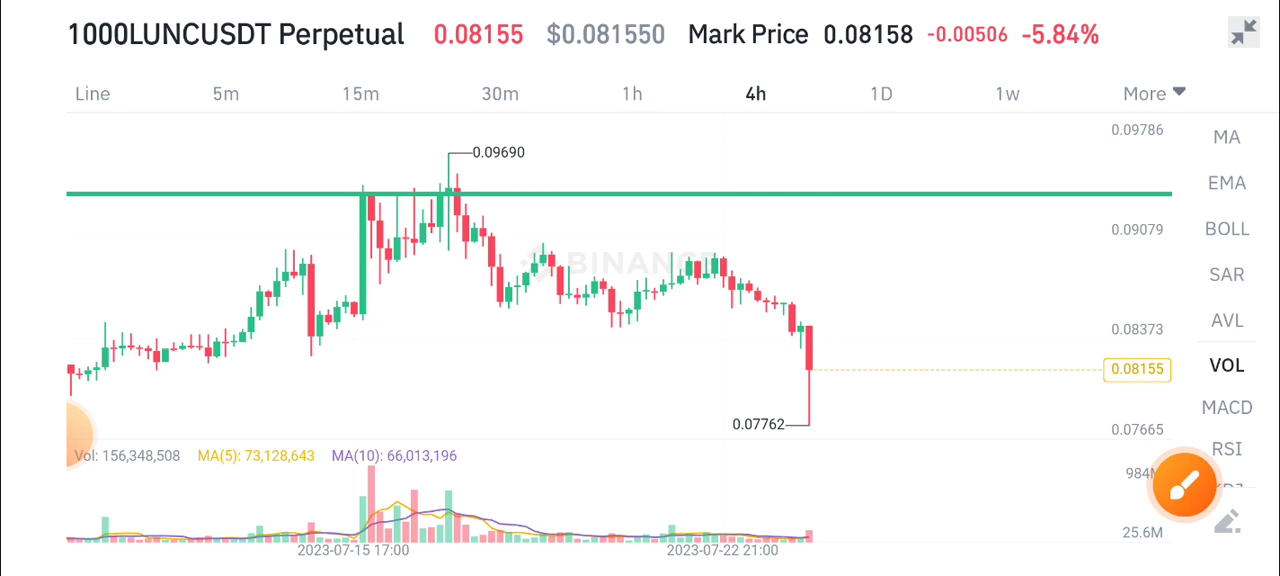 1000LUNCUSDT Perpetual 0.08155 $0.081550 Mark Price 0.08158 -0.00506 -5.84%
Line 5m 15m 30m 1h 4h 1D 1w More
0.09786
MA
0.09690
EMA
0.09079
BOLL
BINANCE
SAR
AVL
0.08373
VOL
0.08155
MACD
0.07762
0.07665
RSI
Vol: 156,348,508 MA(5): 73,128,643 MA(10): 66,013,196
984M
25.6M
2023-07-15 17:00 2023-07-22 21:00